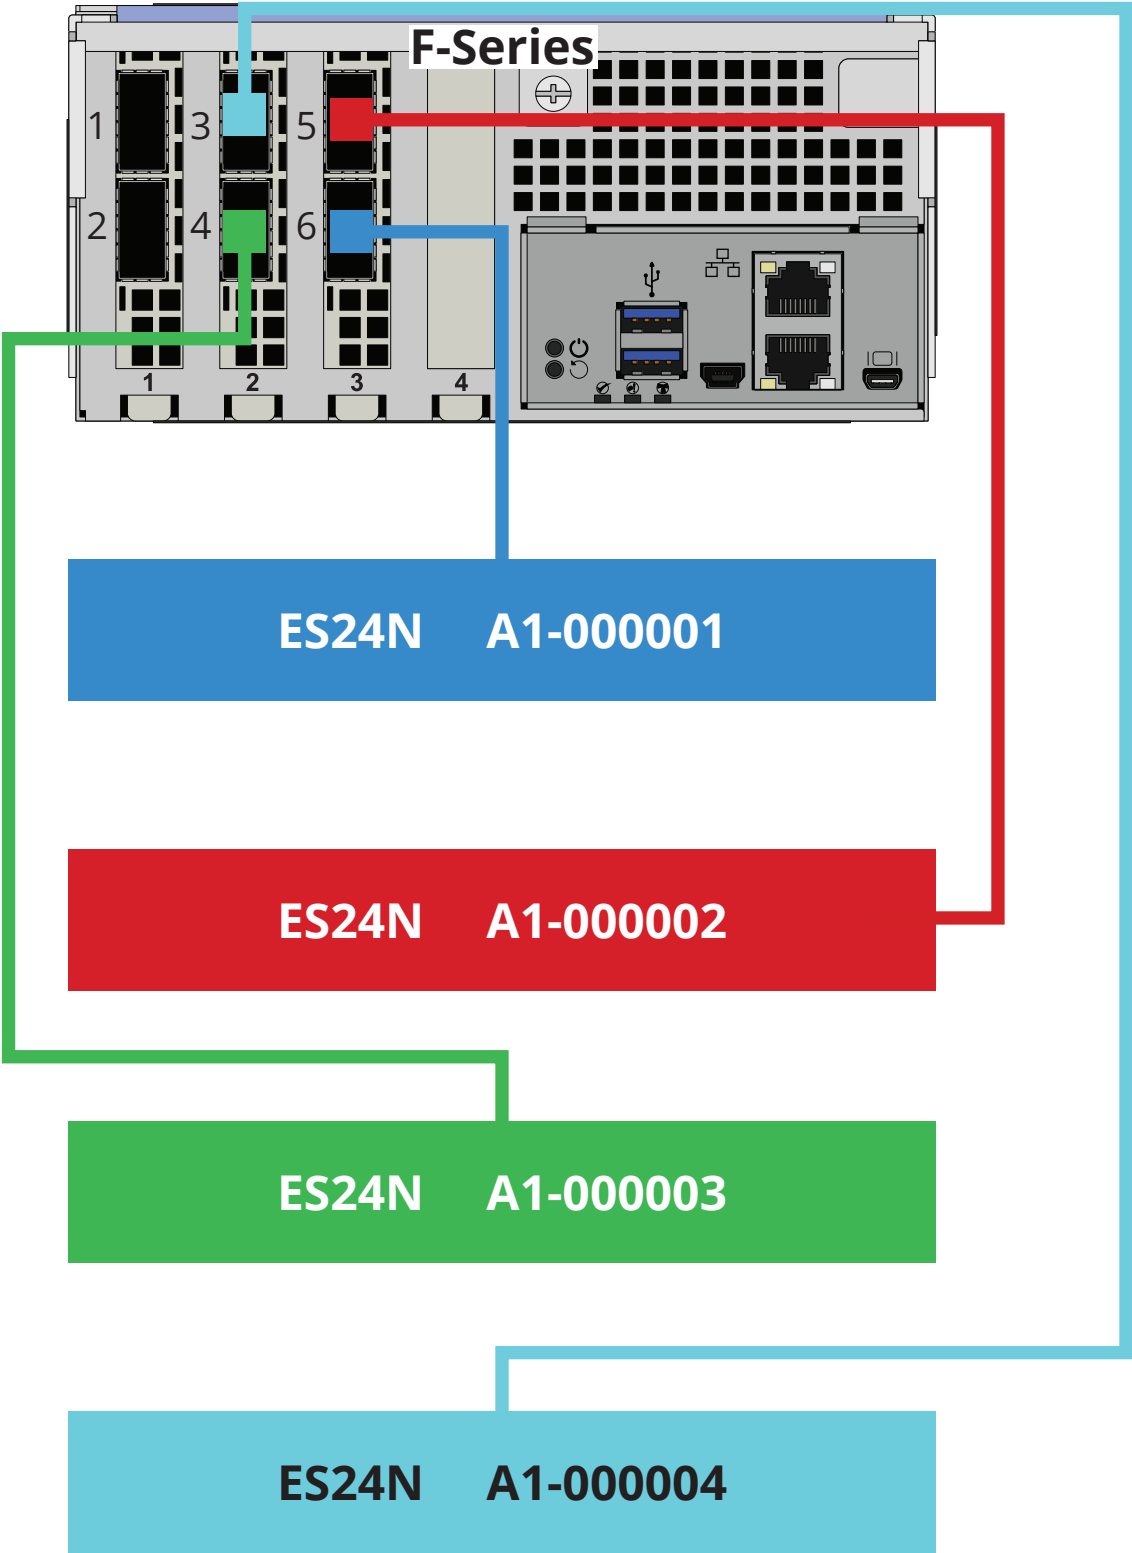 F-Series
1 3 5
2 4 6
1 2 3 4
ES24N A1-000001
ES24N A1-000002
ES24N A1-000003
ES24N A1-000004